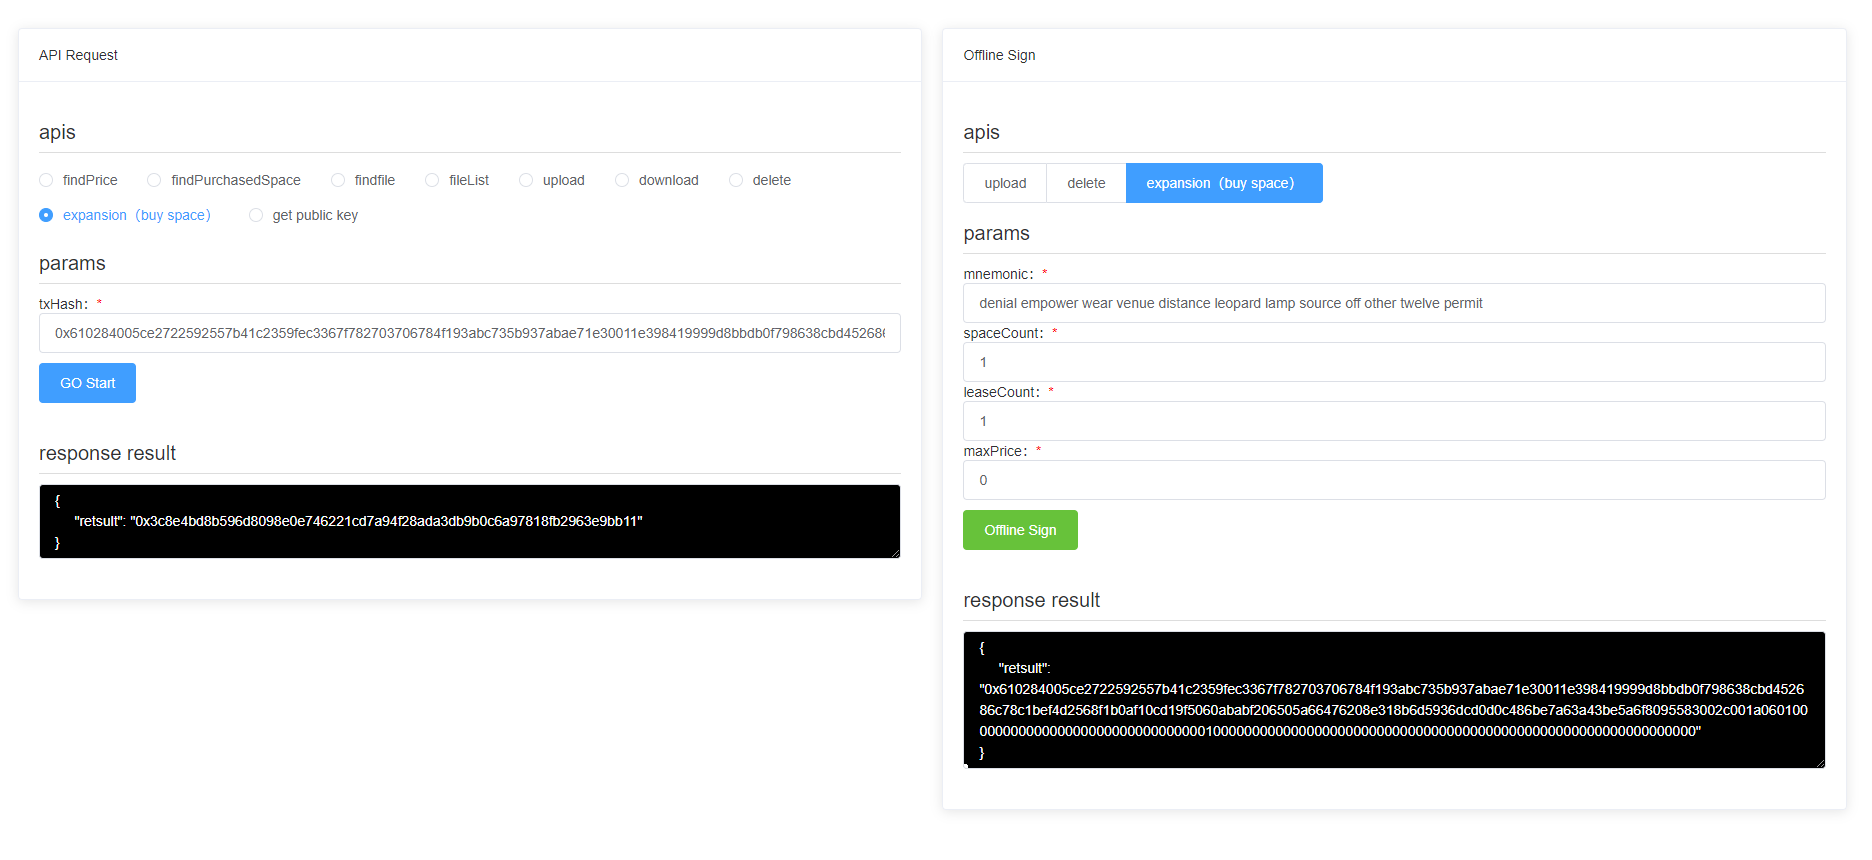 API Request
apis
findPrice findPurchasedSpace findfile fileList upload download delete
expansion（buy space） get public key
params
txHash： *
0x610284005ce2722592557b41c2359fec3367f782703706784f193abc735b937abae71e30011e398419999d8bbdb0f798638cbd45268
GO Start
response result
{
"retsult": "0x3c8e4bd8b596d8098e0e746221cd7a94f28ada3db9b0c6a97818fb2963e9bb11"
}
Offline Sign
apis
upload delete expansion（buy space）
params
mnemonic： *
denial empower wear venue distance leopard lamp source off other twelve permit
spaceCount： *
1
leaseCount： *
1
maxPrice： *
0
Offline Sign
response result
{
"retsult":
"0x610284005ce2722592557b41c2359fec3367f782703706784f193abc735b937abae71e30011e398419999d8bbdb0f798638cbd4526
86c78c1bef4d2568f1b0af10cd19f5060ababf206505a66476208e318b6d5936dcd0d0c486be7a63a43be5a6f8095583002c001a060100
}